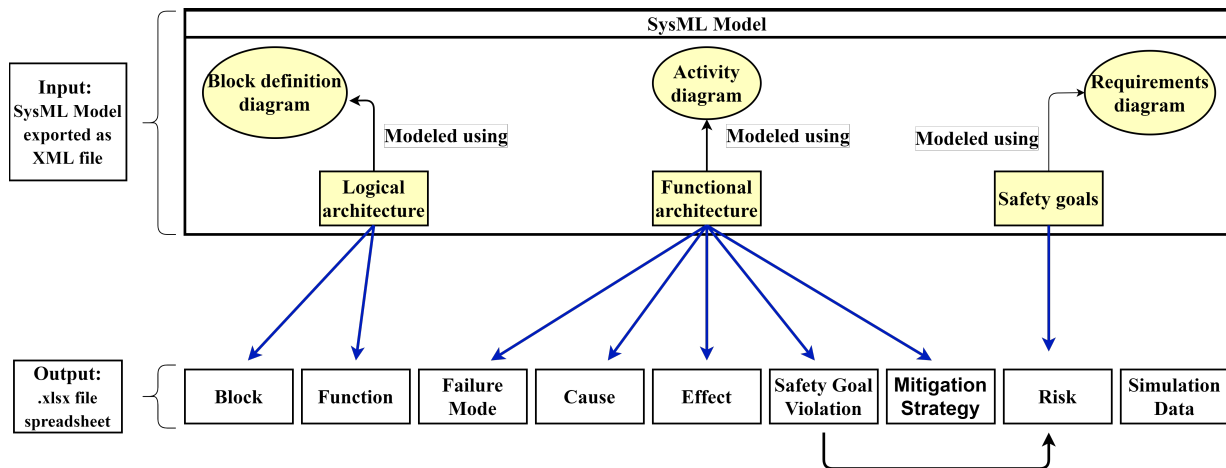 SysML Model
Input:
SysML Model
exported as
XML file
Block definition
diagram
Activity
diagram
Requirements
diagram
Modeled using
Modeled using
Modeled using
Logical
architecture
Functional
architecture
Safety goals
Output:
.xlsx file
spreadsheet
Block
Function
Failure
Mode
Cause
Effect
Safety Goal
Violation
Mitigation
Strategy
Risk
Simulation
Data